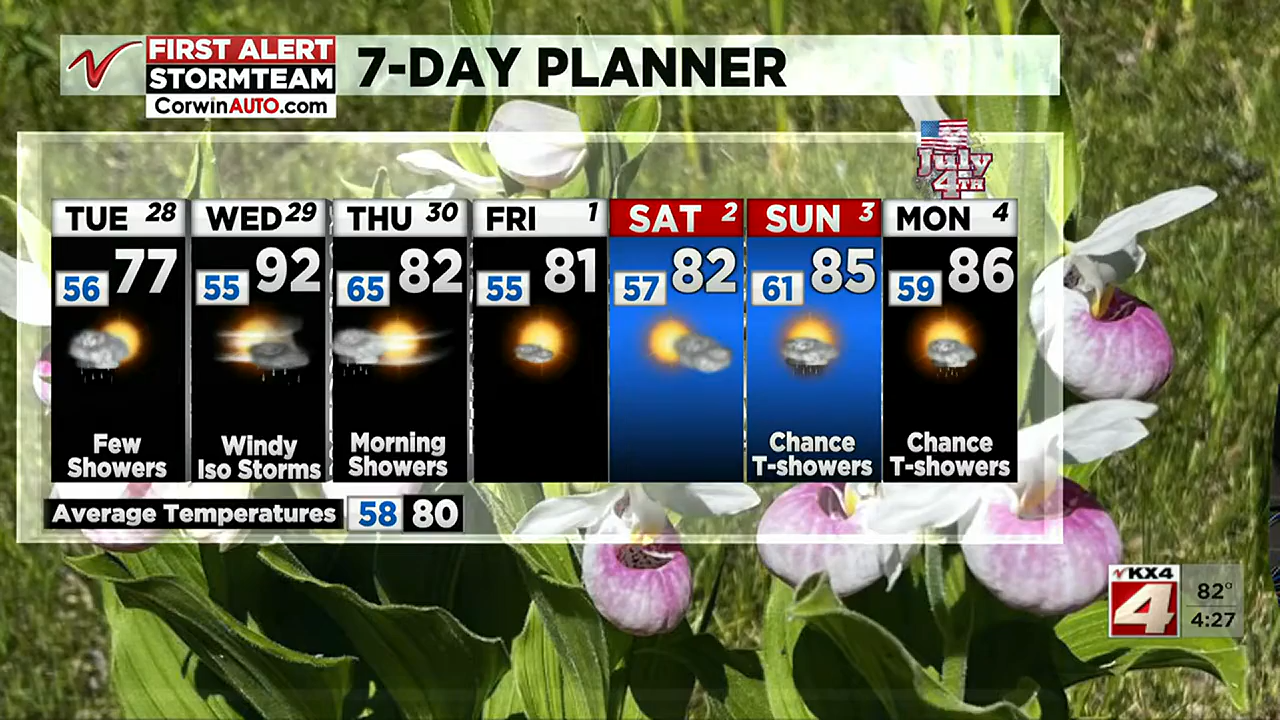 FIRST ALERT
STORMTEAM
CorwinAUTO.com
7-DAY PLANNER
July
4TH
TUE 28 WED 29 THU 30 FRI 1 SAT 2 SUN 3 MON 4
56 77 55 92 65 82 55 81 57 82 61 85 59 86
Few
Showers
Windy
Iso Storms
Morning
Showers
Chance
T-showers
Chance
T-showers
Average Temperatures 58 80
KX4
4
82°
4:27